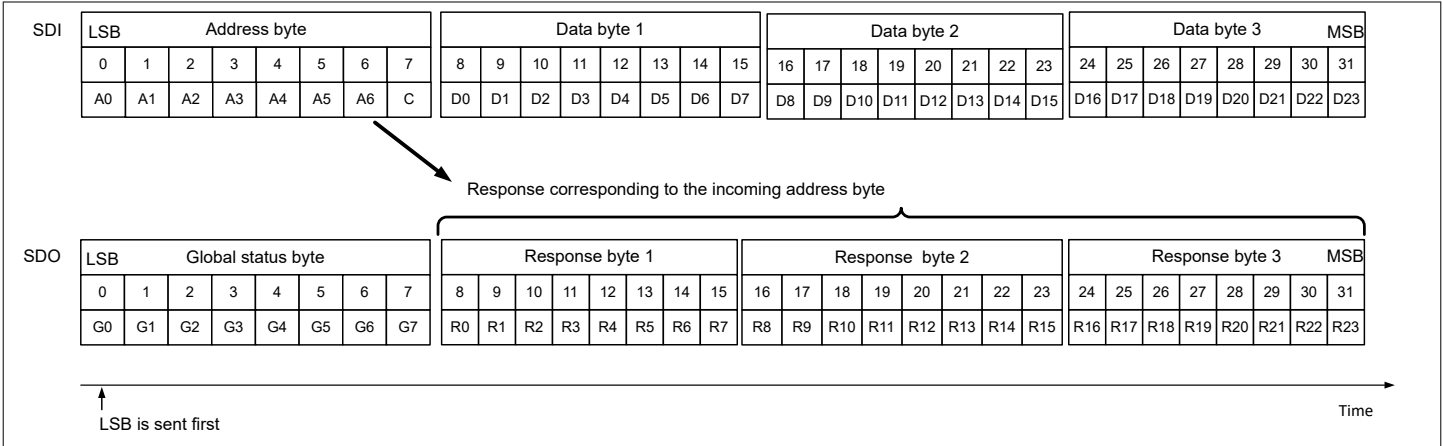 SDI LSB Address byte Data byte 1 Data byte 2 Data byte 3 MSB
0 1 2 3 4 5 6 7 8 9 10 11 12 13 14 15 16 17 18 19 20 21 22 23 24 25 26 27 28 29 30 31
A0 A1 A2 A3 A4 A5 A6 C D0 D1 D2 D3 D4 D5 D6 D7 D8 D9 D10 D11 D12 D13 D14 D15 D16 D17 D18 D19 D20 D21 D22 D23
Response corresponding to the incoming address byte
SDO LSB Global status byte Response byte 1 Response byte 2 Response byte 3 MSB
0 1 2 3 4 5 6 7 8 9 10 11 12 13 14 15 16 17 18 19 20 21 22 23 24 25 26 27 28 29 30 31
G0 G1 G2 G3 G4 G5 G6 G7 R0 R1 R2 R3 R4 R5 R6 R7 R8 R9 R10 R11 R12 R13 R14 R15 R16 R17 R18 R19 R20 R21 R22 R23
Time
LSB is sent first